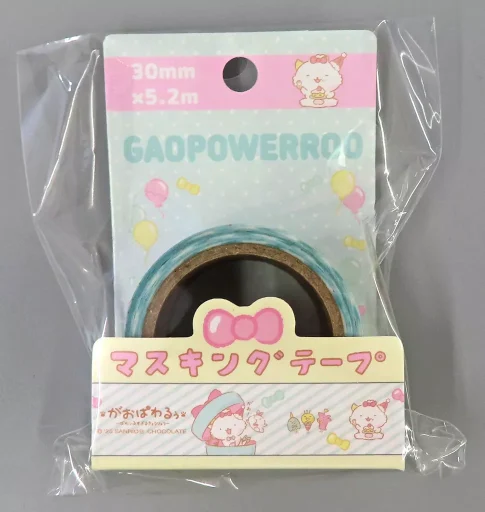 30mm
×5.2m
GAOPOWERROO
マスキングテープ
がおぱわるぅ
SANRIO, CHOCOLATE